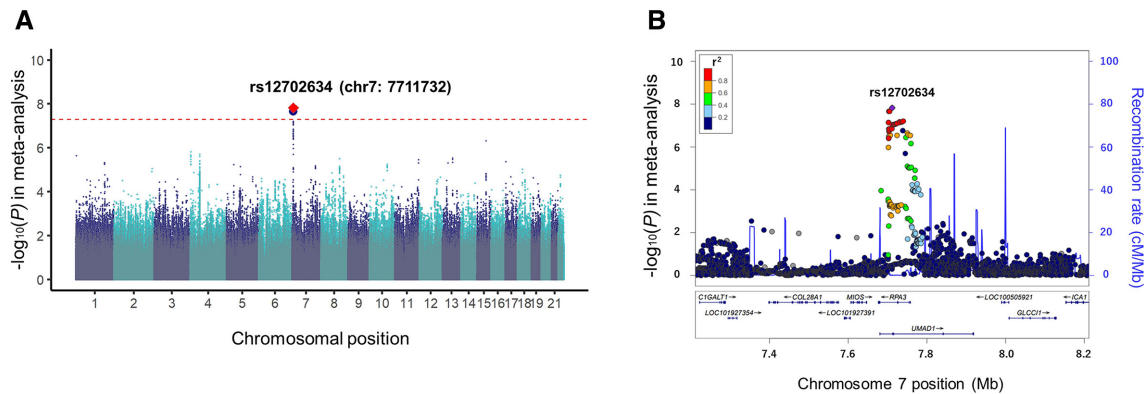 A
-log10(P) in meta-analysis
10
8
6
4
2
0
rs12702634 (chr7: 7711732)
1 2 3 4 5 6 7 8 9 10 11 12 13 14 15 16 17 18 19 21
Chromosomal position
B
-log10(P) in meta-analysis
10
8
6
4
2
0
r2
0.8
0.6
0.4
0.2
rs12702634
100
80
60
40
20
0
Recombination rate (cM/Mb)
C1GALT1→ ←COL28A1 MIOS→ ←RPA3 ←LOC100505921 ←ICA1
LOC101927354→ ←LOC101927391 GLCCI1→
UMAD1→
7.4 7.6 7.8 8.0 8.2
Chromosome 7 position (Mb)